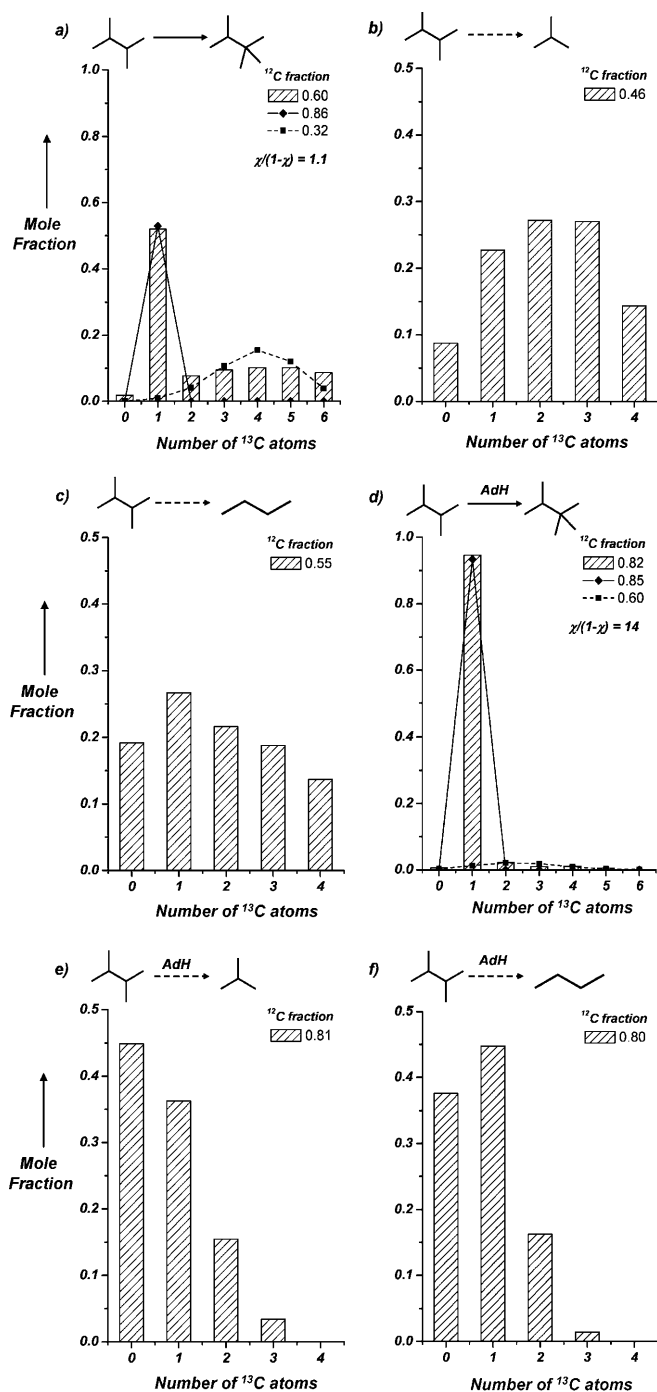 a)
¹²C fraction
0.60
0.86
0.32
χ/(1-χ) = 1.1
Mole
Fraction
1.0
0.8
0.6
0.4
0.2
0.0
0 1 2 3 4 5 6
Number of ¹³C atoms
b)
¹²C fraction
0.46
0.5
0.4
0.3
0.2
0.1
0.0
0 1 2 3 4
Number of ¹³C atoms
c)
¹²C fraction
0.55
Mole
Fraction
0.5
0.4
0.3
0.2
0.1
0.0
0 1 2 3 4
Number of ¹³C atoms
d)
AdH
¹²C fraction
0.82
0.85
0.60
χ/(1-χ) = 14
1.0
0.8
0.6
0.4
0.2
0.0
0 1 2 3 4 5 6
Number of ¹³C atoms
e)
AdH
¹²C fraction
0.81
Mole
Fraction
0.5
0.4
0.3
0.2
0.1
0.0
0 1 2 3 4
Number of ¹³C atoms
f)
AdH
¹²C fraction
0.80
0.5
0.4
0.3
0.2
0.1
0.0
0 1 2 3 4
Number of ¹³C atoms